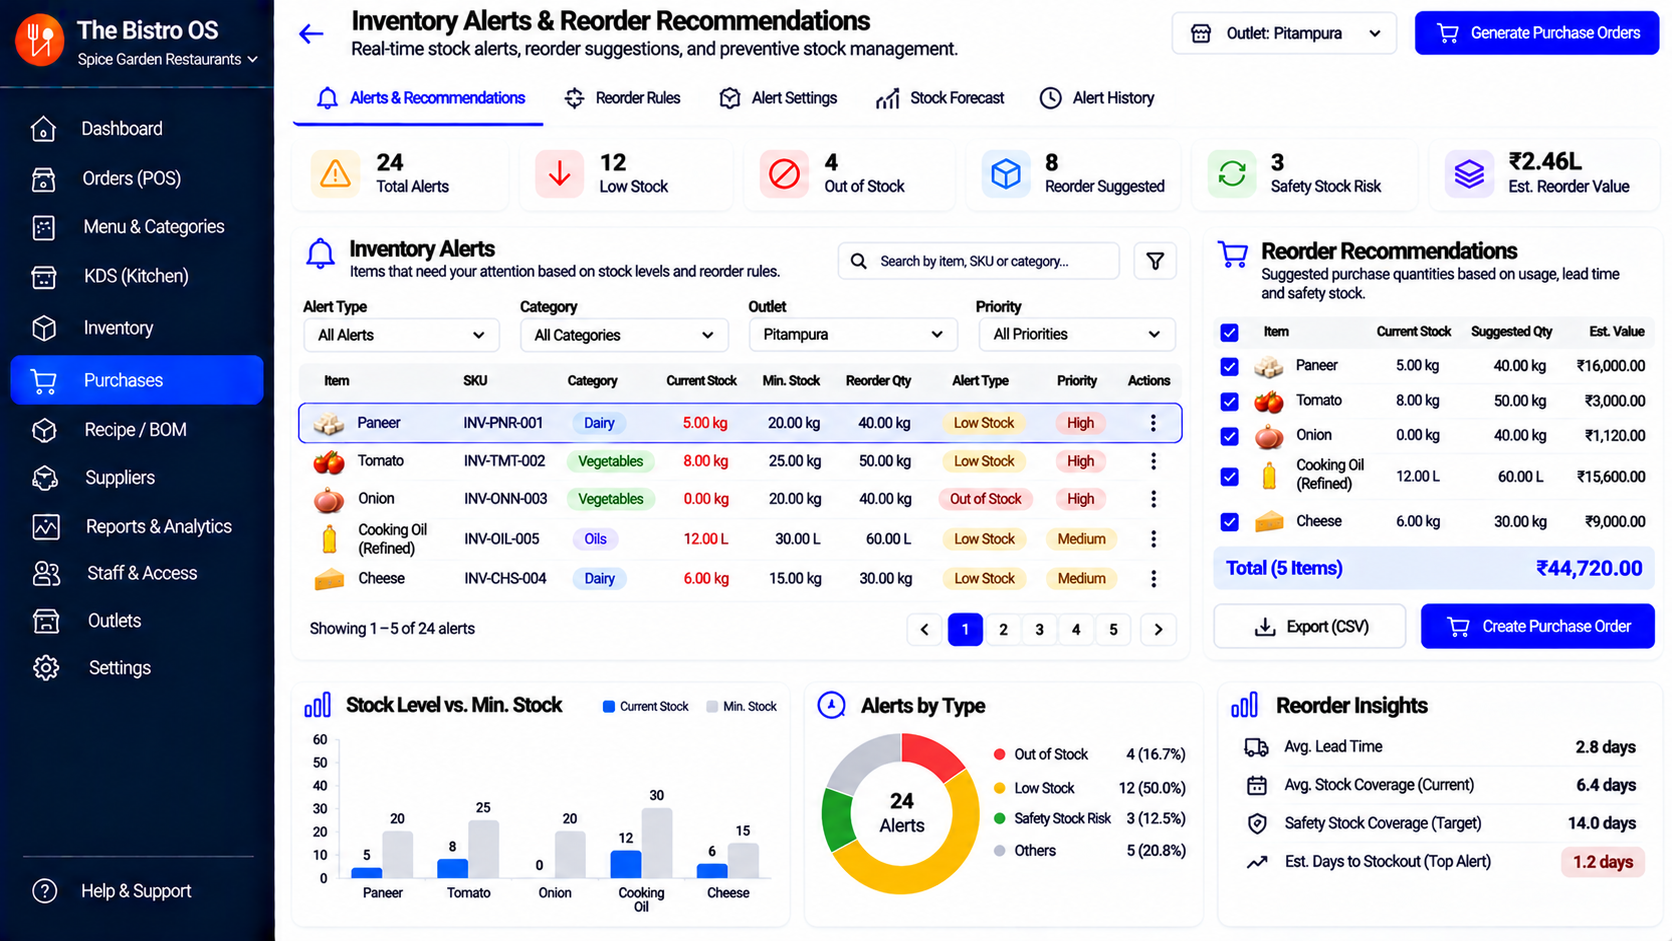 The Bistro OS
Spice Garden Restaurants
Dashboard
Orders (POS)
Menu & Categories
KDS (Kitchen)
Inventory
Purchases
Recipe / BOM
Suppliers
Reports & Analytics
Staff & Access
Outlets
Settings
Help & Support
Inventory Alerts & Reorder Recommendations
Real-time stock alerts, reorder suggestions, and preventive stock management.
Outlet: Pitampura
Generate Purchase Orders
Alerts & Recommendations Reorder Rules Alert Settings Stock Forecast Alert History
24
Total Alerts
12
Low Stock
4
Out of Stock
8
Reorder Suggested
3
Safety Stock Risk
₹2.46L
Est. Reorder Value
Inventory Alerts
Items that need your attention based on stock levels and reorder rules.
Search by item, SKU or category...
Alert Type Category Outlet Priority
All Alerts All Categories Pitampura All Priorities
Item SKU Category Current Stock Min. Stock Reorder Qty Alert Type Priority Actions
Paneer INV-PNR-001 Dairy 5.00 kg 20.00 kg 40.00 kg Low Stock High
Tomato INV-TMT-002 Vegetables 8.00 kg 25.00 kg 50.00 kg Low Stock High
Onion INV-ONN-003 Vegetables 0.00 kg 20.00 kg 40.00 kg Out of Stock High
Cooking Oil
(Refined) INV-OIL-005 Oils 12.00 L 30.00 L 60.00 L Low Stock Medium
Cheese INV-CHS-004 Dairy 6.00 kg 15.00 kg 30.00 kg Low Stock Medium
Showing 1–5 of 24 alerts
1 2 3 4 5
Reorder Recommendations
Suggested purchase quantities based on usage, lead time
and safety stock.
Item Current Stock Suggested Qty Est. Value
Paneer 5.00 kg 40.00 kg ₹16,000.00
Tomato 8.00 kg 50.00 kg ₹3,000.00
Onion 0.00 kg 40.00 kg ₹1,120.00
Cooking Oil
(Refined) 12.00 L 60.00 L ₹15,600.00
Cheese 6.00 kg 30.00 kg ₹9,000.00
Total (5 Items) ₹44,720.00
Export (CSV) Create Purchase Order
Stock Level vs. Min. Stock
Current Stock Min. Stock
60
50
40
30
20
10
0
5 20
8 25
0 20
12 30
6 15
Paneer Tomato Onion Cooking
Oil Cheese
Alerts by Type
24
Alerts
Out of Stock 4 (16.7%)
Low Stock 12 (50.0%)
Safety Stock Risk 3 (12.5%)
Others 5 (20.8%)
Reorder Insights
Avg. Lead Time 2.8 days
Avg. Stock Coverage (Current) 6.4 days
Safety Stock Coverage (Target) 14.0 days
Est. Days to Stockout (Top Alert) 1.2 days